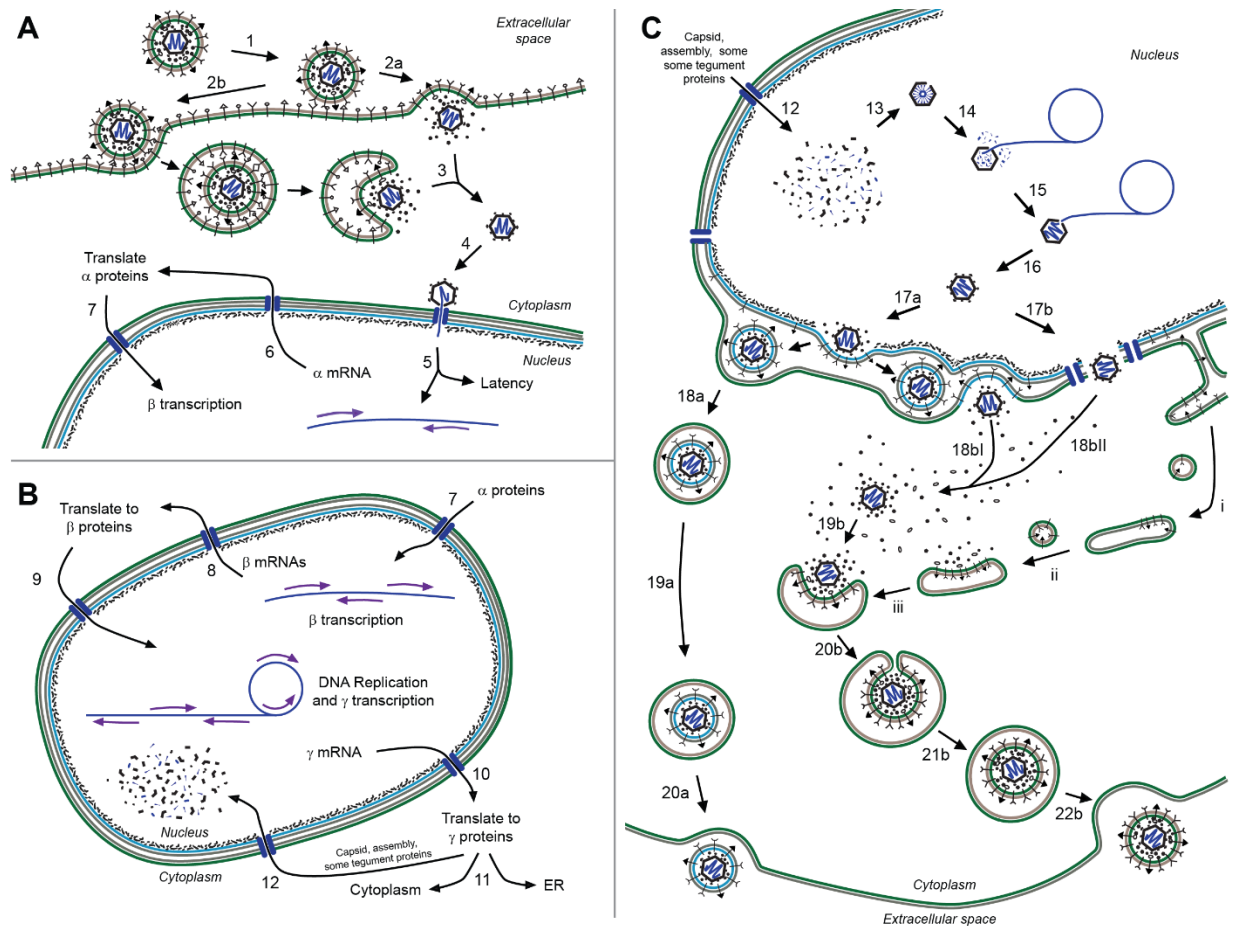 A
Extracellular
space
1
2a
2b
3
4
Translate
α proteins
Cytoplasm
7
Nucleus
6
5
α mRNA
Latency
β transcription
B
7
α proteins
Translate to
β proteins
8
β mRNAs
9
β transcription
DNA Replication
and γ transcription
γ mRNA
10
Nucleus
Translate to
γ proteins
Capsid, assembly,
some tegument proteins
Cytoplasm
12
11
Cytoplasm
ER
C
Capsid,
assembly, some
some tegument
proteins
Nucleus
12
13
14
15
16
17a
17b
18a
18bI
18bII
i
19b
ii
19a
iii
20b
21b
20a
22b
Cytoplasm
Extracellular space